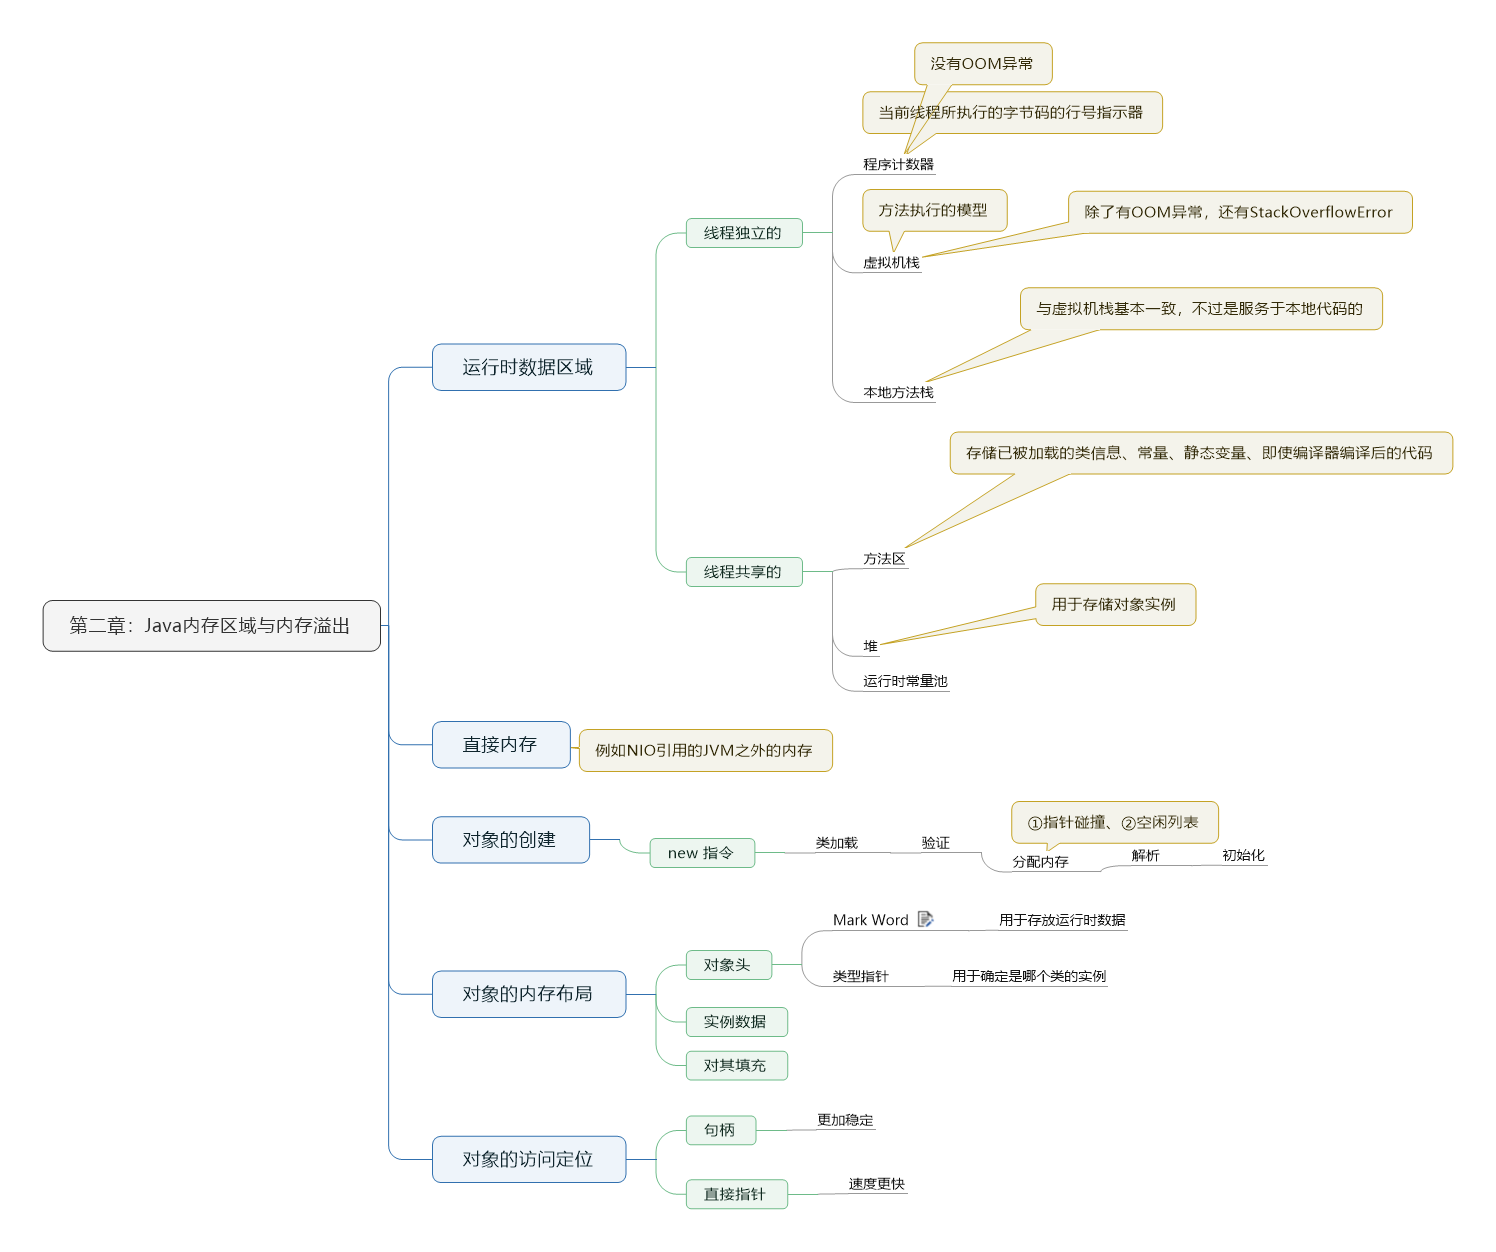 没有OOM异常
当前线程所执行的字节码的行号指示器
程序计数器
方法执行的模型
除了有OOM异常，还有StackOverflowError
线程独立的
虚拟机栈
与虚拟机栈基本一致，不过是服务于本地代码的
运行时数据区域
本地方法栈
存储已被加载的类信息、常量、静态变量、即使编译器编译后的代码
方法区
线程共享的
用于存储对象实例
第二章：Java内存区域与内存溢出
堆
运行时常量池
直接内存
例如NIO引用的JVM之外的内存
①指针碰撞、②空闲列表
对象的创建
new 指令
类加载
验证
分配内存
解析
初始化
Mark Word
用于存放运行时数据
对象头
类型指针
用于确定是哪个类的实例
对象的内存布局
实例数据
对其填充
句柄
更加稳定
对象的访问定位
直接指针
速度更快